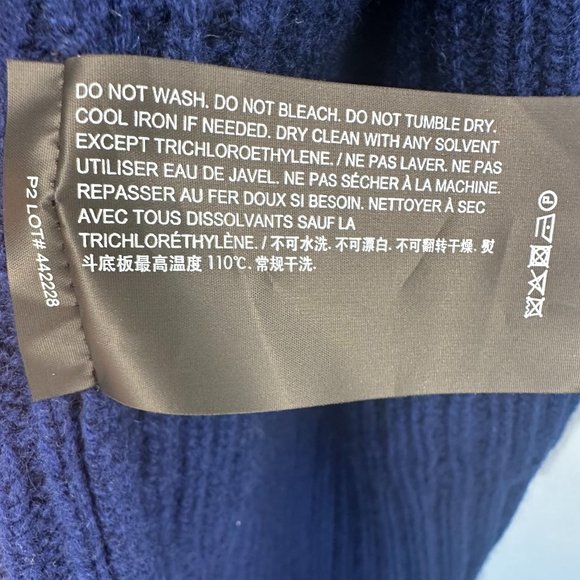 DO NOT WASH. DO NOT BLEACH. DO NOT TUMBLE DRY.
COOL IRON IF NEEDED. DRY CLEAN WITH ANY SOLVENT
EXCEPT TRICHLOROETHYLENE. / NE PAS LAVER. NE PAS
UTILISER EAU DE JAVEL. NE PAS SÉCHER À LA MACHINE.
REPASSER AU FER DOUX SI BESOIN. NETTOYER À SEC
AVEC TOUS DISSOLVANTS SAUF LA
TRICHLORÉTHYLÈNE. / 不可水洗. 不可漂白. 不可翻转干燥. 熨
斗底板最高温度 110℃. 常规干洗.
P2 LOT# 442228
P